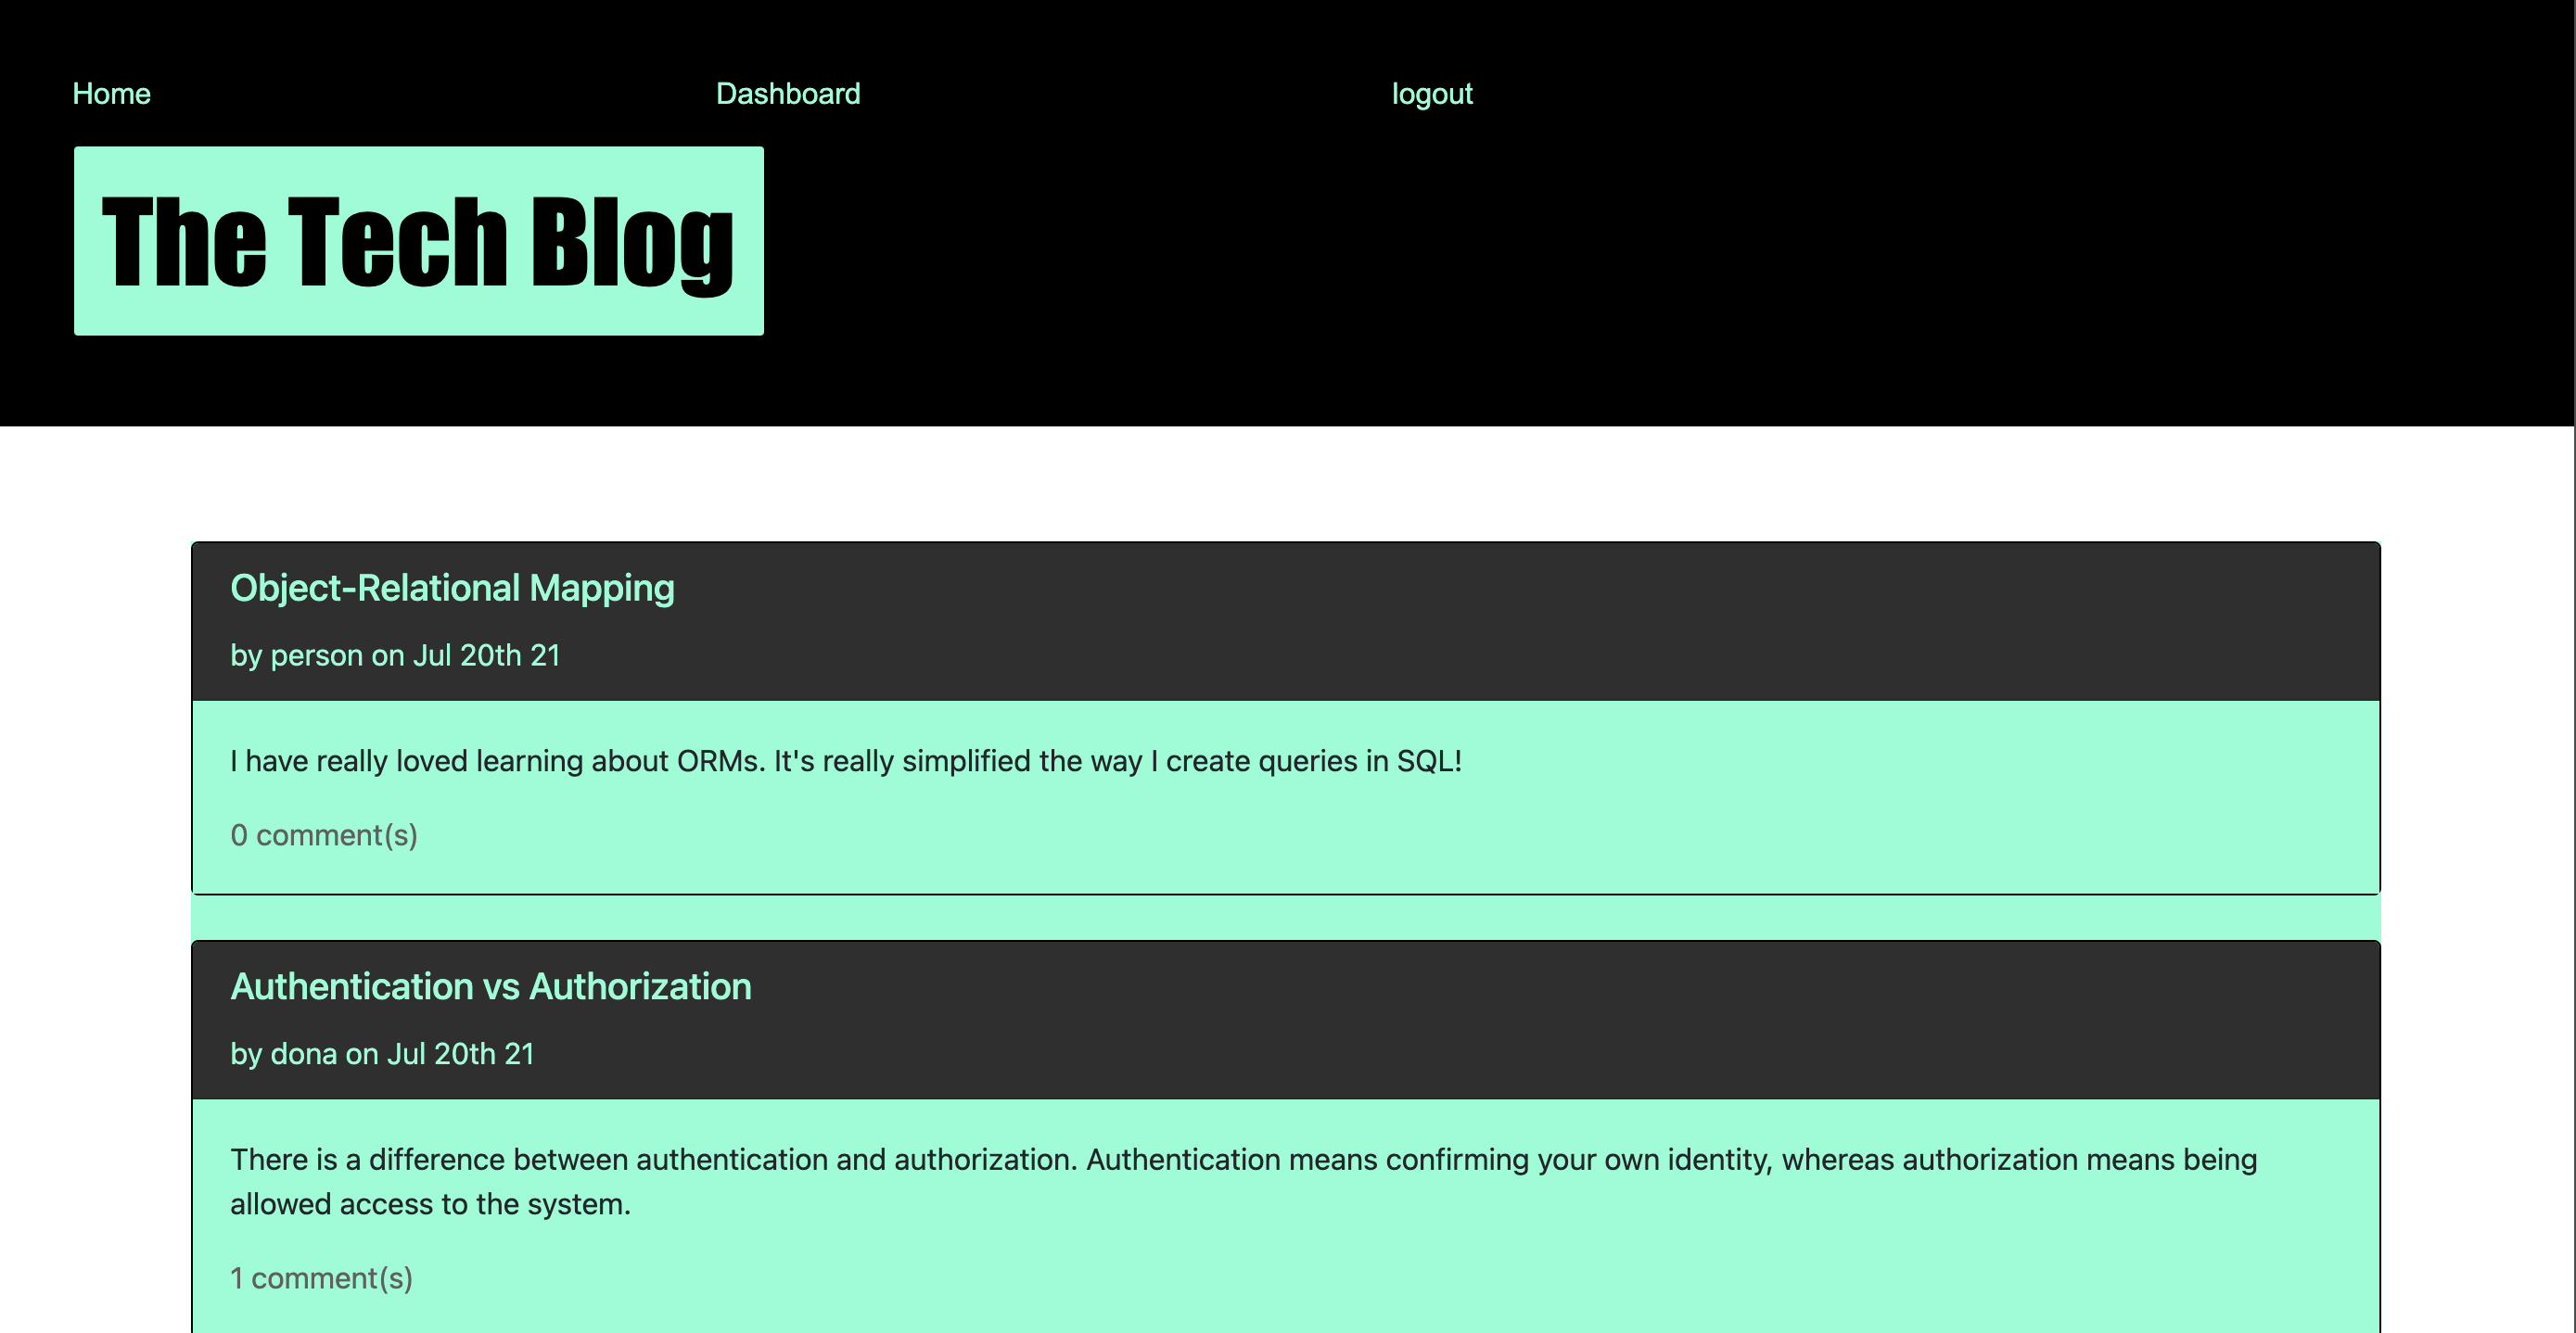 Home Dashboard logout
The Tech Blog
Object-Relational Mapping
by person on Jul 20th 21
I have really loved learning about ORMs. It's really simplified the way I create queries in SQL!
0 comment(s)
Authentication vs Authorization
by dona on Jul 20th 21
There is a difference between authentication and authorization. Authentication means confirming your own identity, whereas authorization means being
allowed access to the system.
1 comment(s)